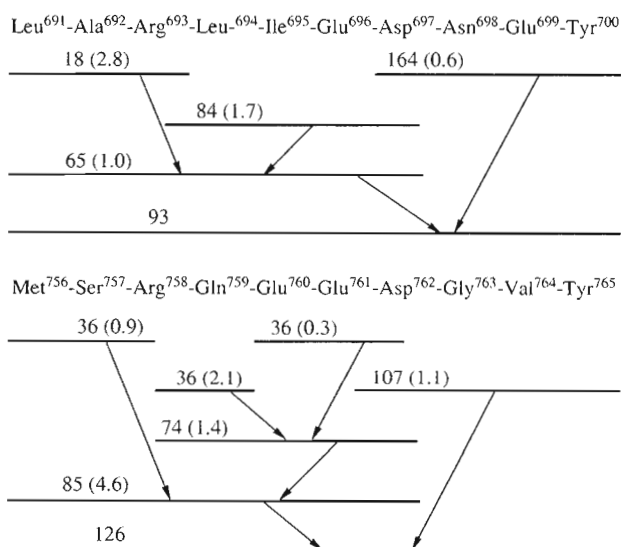 Leu691-Ala692-Arg693-Leu-694-Ile695-Glu696-Asp697-Asn698-Glu699-Tyr700
18 (2.8) 164 (0.6)
84 (1.7)
65 (1.0)
93
Met756-Ser757-Arg758-Gln759-Glu760-Glu761-Asp762-Gly763-Val764-Tyr765
36 (0.9) 36 (0.3)
36 (2.1) 107 (1.1)
74 (1.4)
85 (4.6)
126